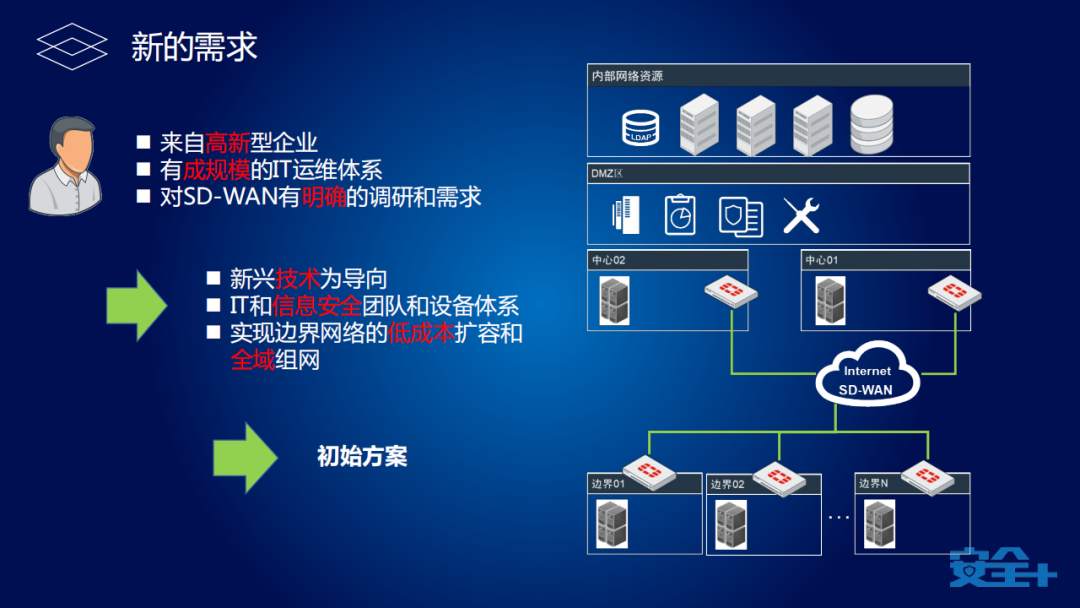 新的需求
来自高新型企业
有成规模的IT运维体系
对SD-WAN有明确的调研和需求
新兴技术为导向
IT和信息安全团队和设备体系
实现边界网络的低成本扩容和
全域组网
初始方案
内部网络资源
LDAP
DMZ区
中心02
中心01
Internet
SD-WAN
边界01
边界02
...
边界N
安全+